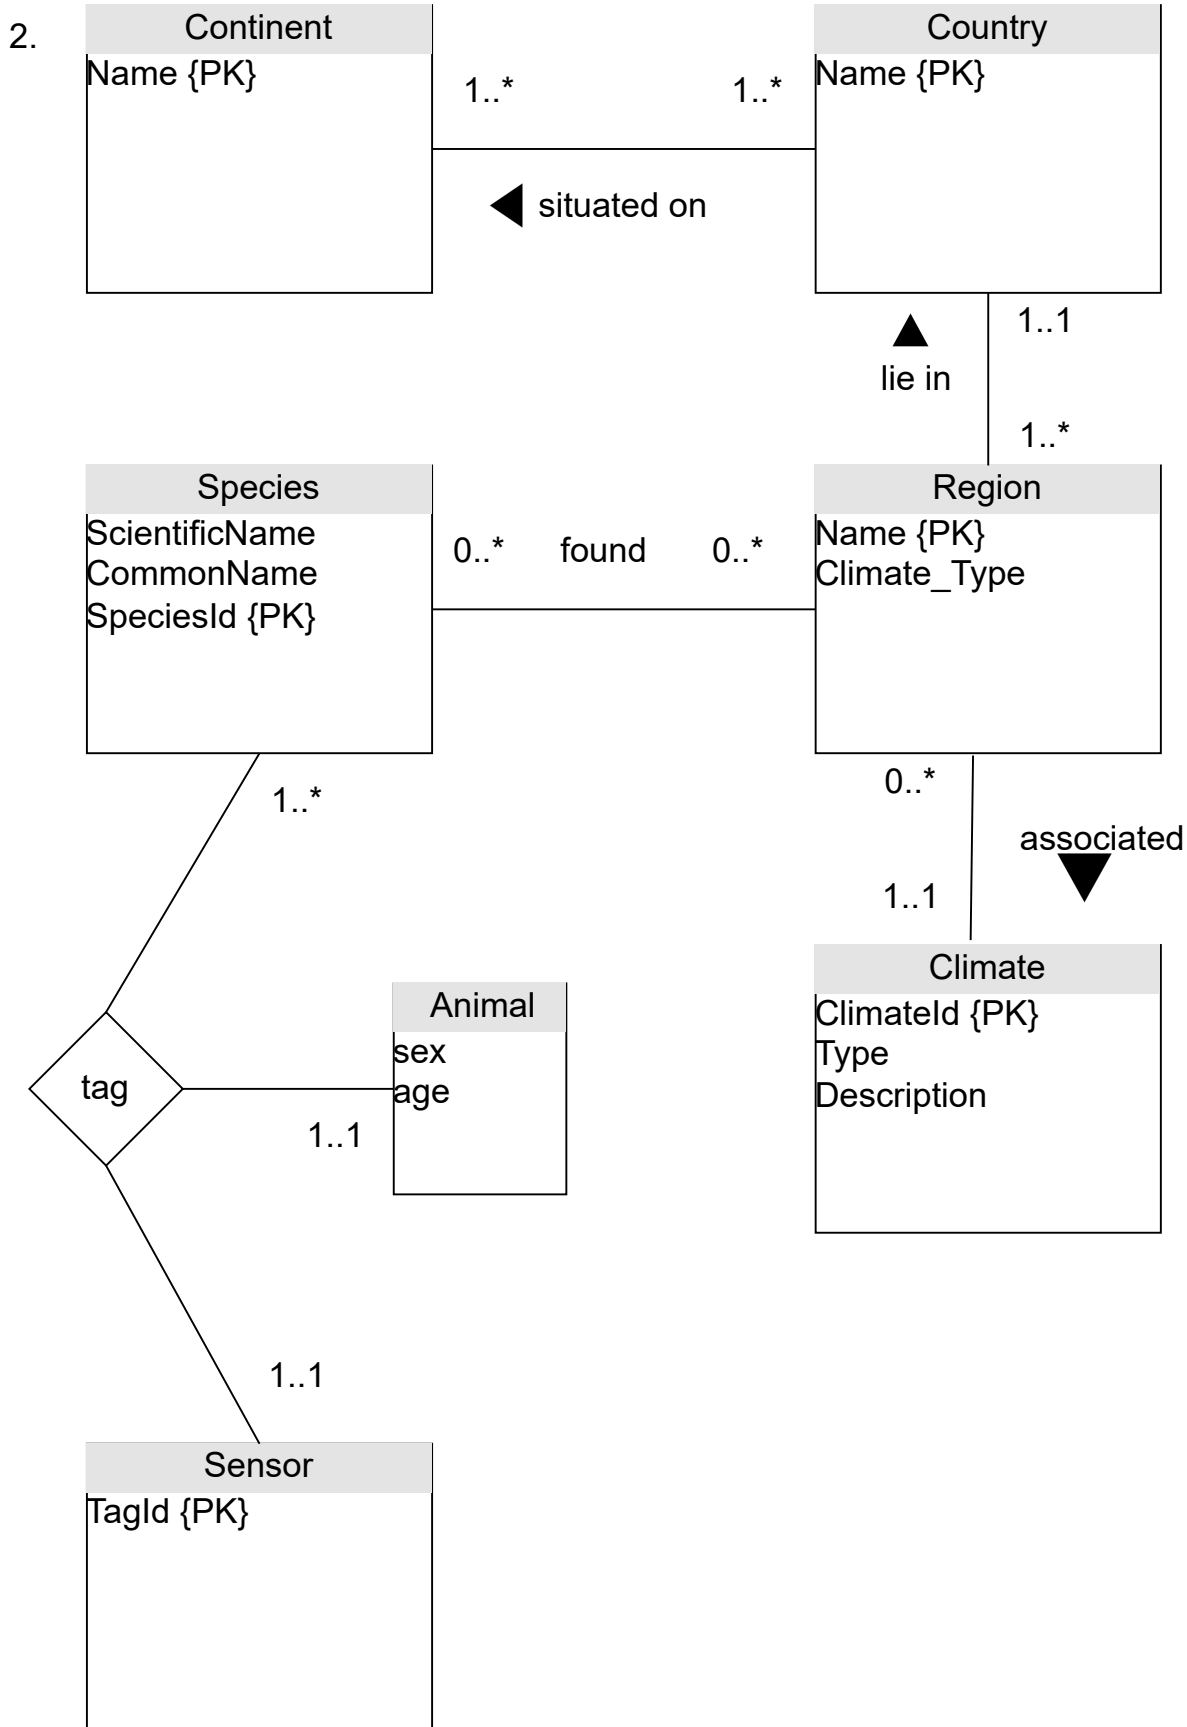 2.
Continent
Name {PK}
1..*
1..*
situated on
Country
Name {PK}
1..1
lie in
1..*
Species
ScientificName
CommonName
SpeciesId {PK}
0..*
found
0..*
Region
Name {PK}
Climate_Type
1..*
0..*
associated
1..1
Climate
ClimateId {PK}
Type
Description
tag
Animal
sex
age
1..1
1..1
Sensor
TagId {PK}